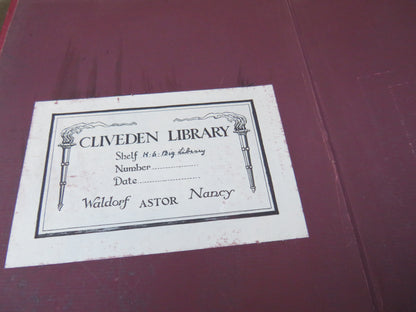 CLIVEDEN LIBRARY
Shelf H.6. Big Library
Number
Date
Waldorf ASTOR Nancy